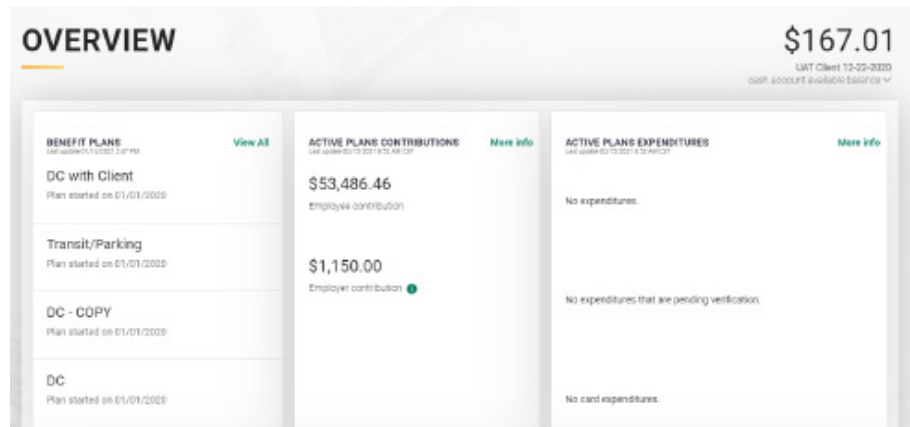 OVERVIEW
$167.01
UAT Client 12-22-2020
cash account available balance
BENEFIT PLANS
View All
DC with Client
Plan started on 01/01/2020
Transit/Parking
Plan started on 01/01/2020
DC - COPY
Plan started on 01/01/2020
DC
Plan started on 01/01/2020
ACTIVE PLANS CONTRIBUTIONS
More info
$53,486.46
Employee contribution
$1,150.00
Employer contribution
ACTIVE PLANS EXPENDITURES
More info
No expenditures.
No expenditures that are pending verification.
No card expenditures.